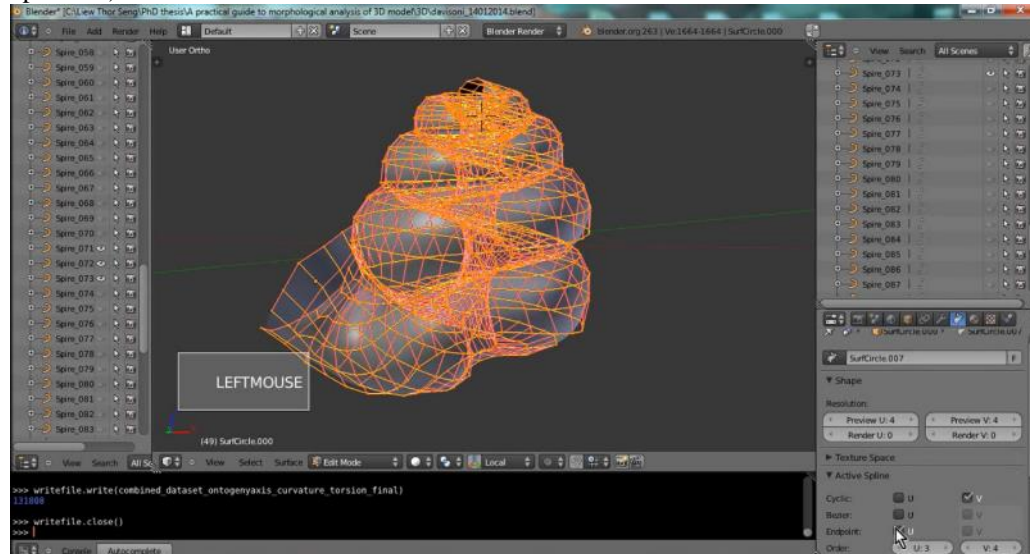 Blender* [C:\Liew Thor Seng\PhD thesis\A practical guide to morphological analysis of 3D model\3D\davisoni_14012014.blend]
File Add Render Help Default Scene Blender Render blender.org 263 | Ve:1664-1664 | SurfCircle.000
User Ortho
Spire_058
Spire_059
Spire_060
Spire_061
Spire_062
Spire_063
Spire_064
Spire_065
Spire_066
Spire_067
Spire_068
Spire_069
Spire_070
Spire_071
Spire_072
Spire_073
Spire_074
Spire_075
Spire_076
Spire_077
Spire_078
Spire_079
Spire_080
Spire_081
Spire_082
Spire_083
LEFTMOUSE
(49) SurfCircle.000
View Search All Sc
View Select Surface Edit Mode Local
>>> writefile.write(combined_dataset_ontogenyaxis_curvature_torsion_final)
131808
>>> writefile.close()
>>>
Console Autocomplete
View Search All Scenes
Spire_073
Spire_074
Spire_075
Spire_076
Spire_077
Spire_078
Spire_079
Spire_080
Spire_081
Spire_082
Spire_083
Spire_084
Spire_085
Spire_086
Spire_087
SurfCircle.007 F
Shape
Resolution:
Preview U: 4 Preview V: 4
Render U: 0 Render V: 0
Texture Space
Active Spline
Cyclic: U V
Bezier: U V
Endpoint: U V
Order: U: 3 V: 4